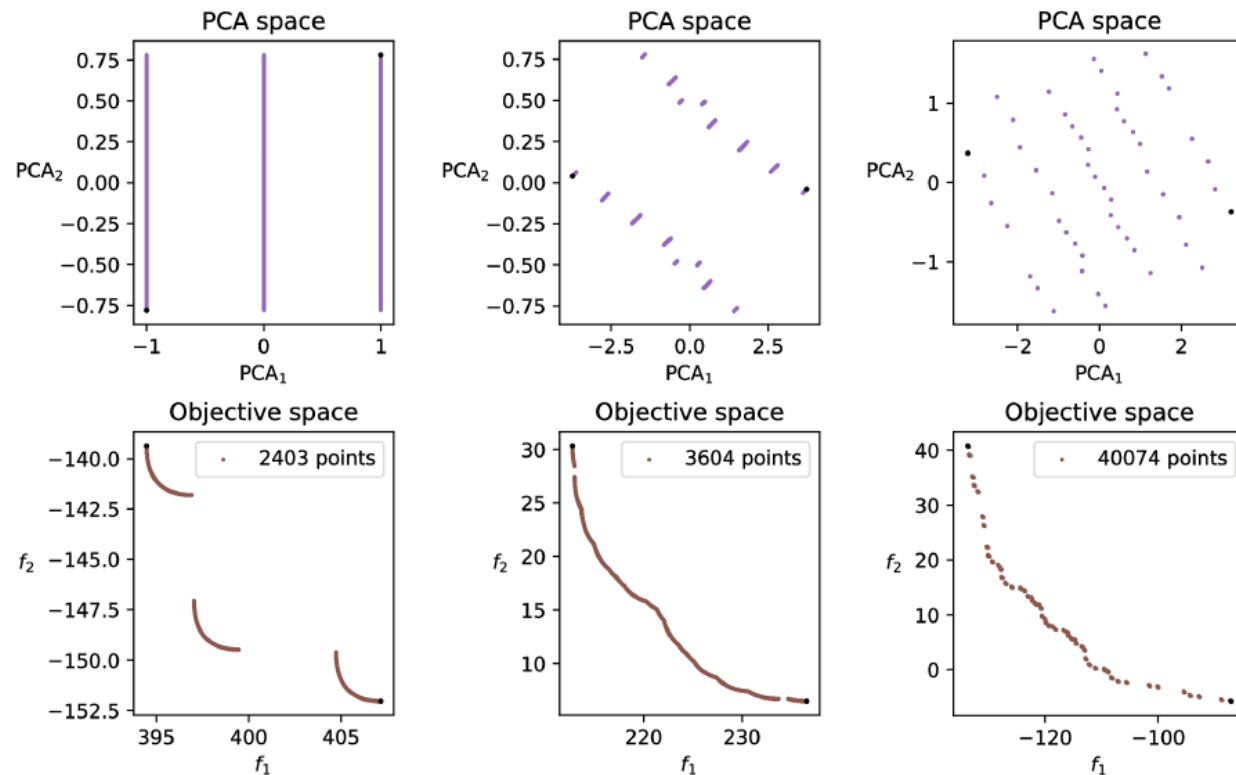 PCA space
0.75
0.50
0.25
PCA₂ 0.00
−0.25
−0.50
−0.75
−1 0 1
PCA₁
PCA space
0.75
0.50
0.25
PCA₂ 0.00
−0.25
−0.50
−0.75
−2.5 0.0 2.5
PCA₁
PCA space
1
PCA₂ 0
−1
−2 0 2
PCA₁
Objective space
2403 points
−140.0
−142.5
f₂ −145.0
−147.5
−150.0
−152.5
395 400 405
f₁
Objective space
3604 points
30
25
f₂ 20
15
10
220 230
f₁
Objective space
40074 points
40
30
f₂ 20
10
0
−120 −100
f₁